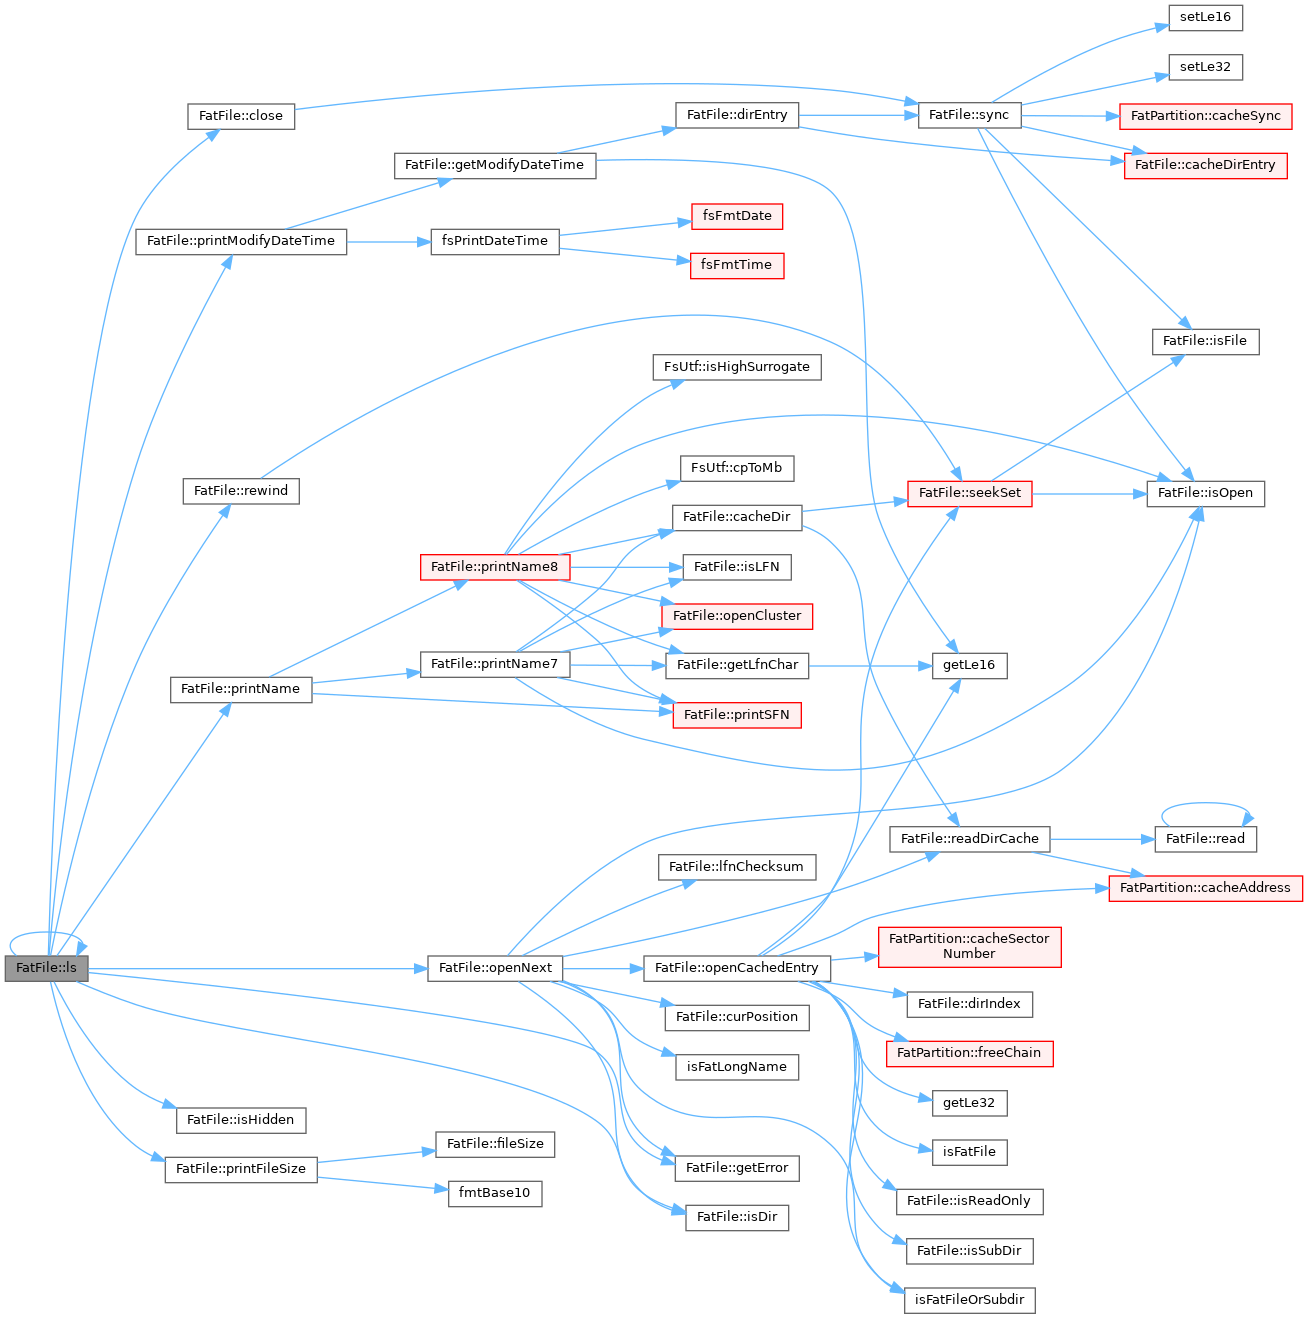 setLe16
setLe32
FatFile::close
FatFile::dirEntry
FatFile::sync
FatPartition::cacheSync
FatFile::getModifyDateTime
FatFile::cacheDirEntry
fsFmtDate
FatFile::printModifyDateTime
fsPrintDateTime
fsFmtTime
FatFile::isFile
FsUtf::isHighSurrogate
FsUtf::cpToMb
FatFile::rewind
FatFile::seekSet
FatFile::isOpen
FatFile::cacheDir
FatFile::printName8
FatFile::isLFN
FatFile::openCluster
FatFile::printName7
FatFile::getLfnChar
getLe16
FatFile::printName
FatFile::printSFN
FatFile::readDirCache
FatFile::read
FatFile::lfnChecksum
FatPartition::cacheAddress
FatPartition::cacheSector
Number
FatFile::ls
FatFile::openNext
FatFile::openCachedEntry
FatFile::dirIndex
FatFile::curPosition
FatPartition::freeChain
isFatLongName
getLe32
FatFile::isHidden
FatFile::fileSize
isFatFile
FatFile::printFileSize
FatFile::getError
fmtBase10
FatFile::isReadOnly
FatFile::isDir
FatFile::isSubDir
isFatFileOrSubdir